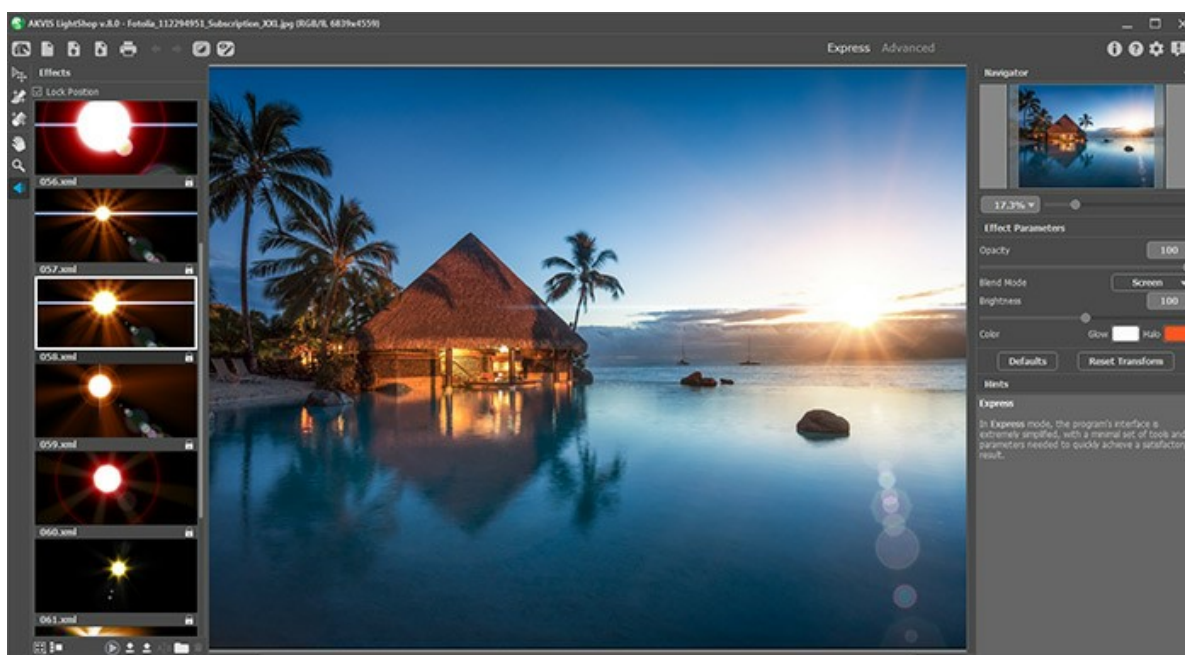 AKVIS LightShop v.8.0 - Fotolia_112294951_Subscription_XXL.jpg (RGB/8, 6839x4559)
Express Advanced
Effects
Lock Position
056.xml
057.xml
058.xml
059.xml
060.xml
061.xml
Navigator
17.3%
Effect Parameters
Opacity 100
Blend Mode Screen
Brightness 100
Color Glow Halo
Defaults Reset Transform
Hints
Express
In Express mode, the program's interface is
extremely simplified, with a minimal set of tools and
parameters needed to quickly achieve a satisfactory
result.